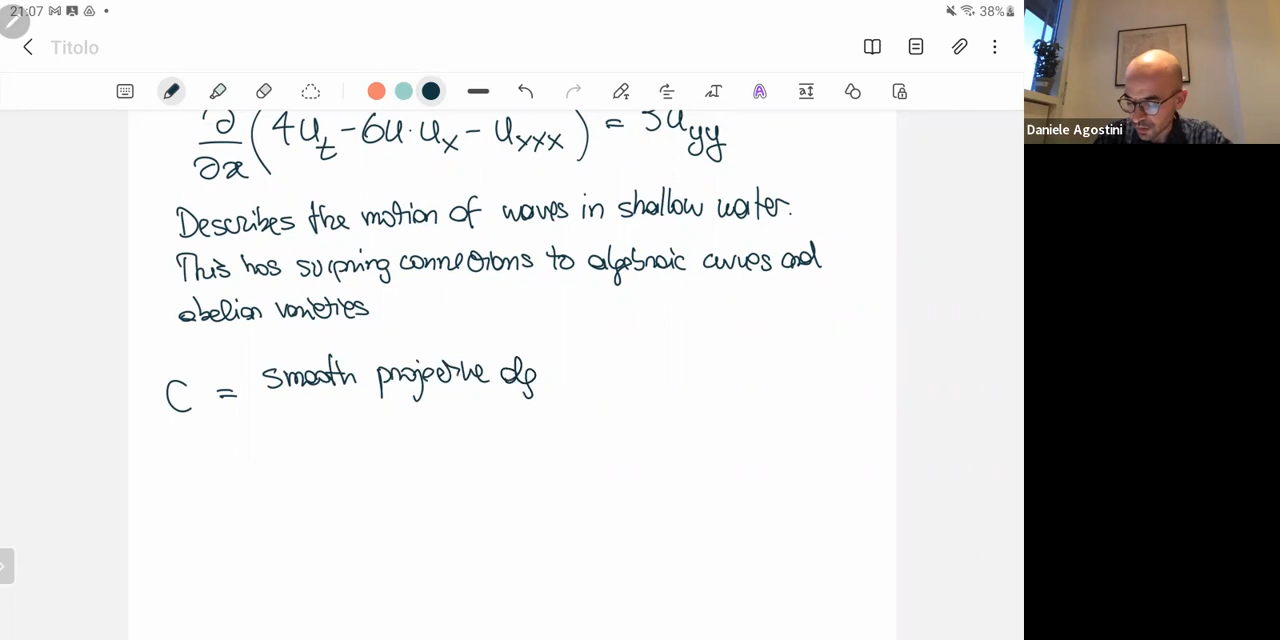 21:07
38%
Titolo
∂/∂x (4u_t - 6u·u_x - u_xxx) = 3u_yy
Describes the motion of waves in shallow water.
This has surpring connections to algebraic curves and
abelian varieties
C = smooth projective alg
Daniele Agostini